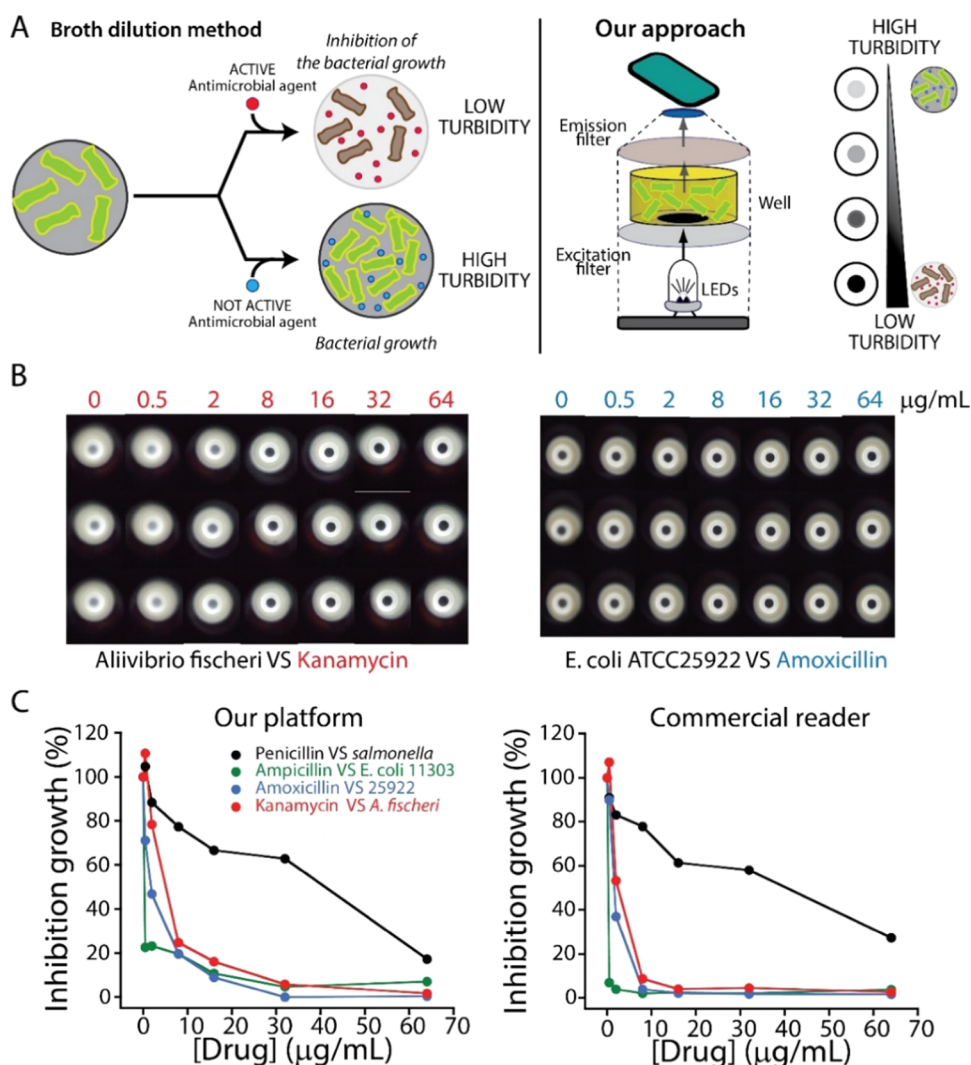 A
Broth dilution method
ACTIVE
Antimicrobial agent
Inhibition of
the bacterial growth
LOW
TURBIDITY
NOT ACTIVE
Antimicrobial agent
HIGH
TURBIDITY
Bacterial growth
Our approach
Emission
filter
Well
Excitation
filter
LEDs
HIGH
TURBIDITY
LOW
TURBIDITY
B
0 0.5 2 8 16 32 64
0 0.5 2 8 16 32 64 µg/mL
Aliivibrio fischeri VS Kanamycin
E. coli ATCC25922 VS Amoxicillin
C
Our platform
Inhibition growth (%)
120
100
80
60
40
20
0
Penicillin VS salmonella
Ampicillin VS E. coli 11303
Amoxicillin VS 25922
Kanamycin VS A. fischeri
0 10 20 30 40 50 60 70
[Drug] (µg/mL)
Commercial reader
Inhibition growth (%)
120
100
80
60
40
20
0
0 10 20 30 40 50 60 70
[Drug] (µg/mL)